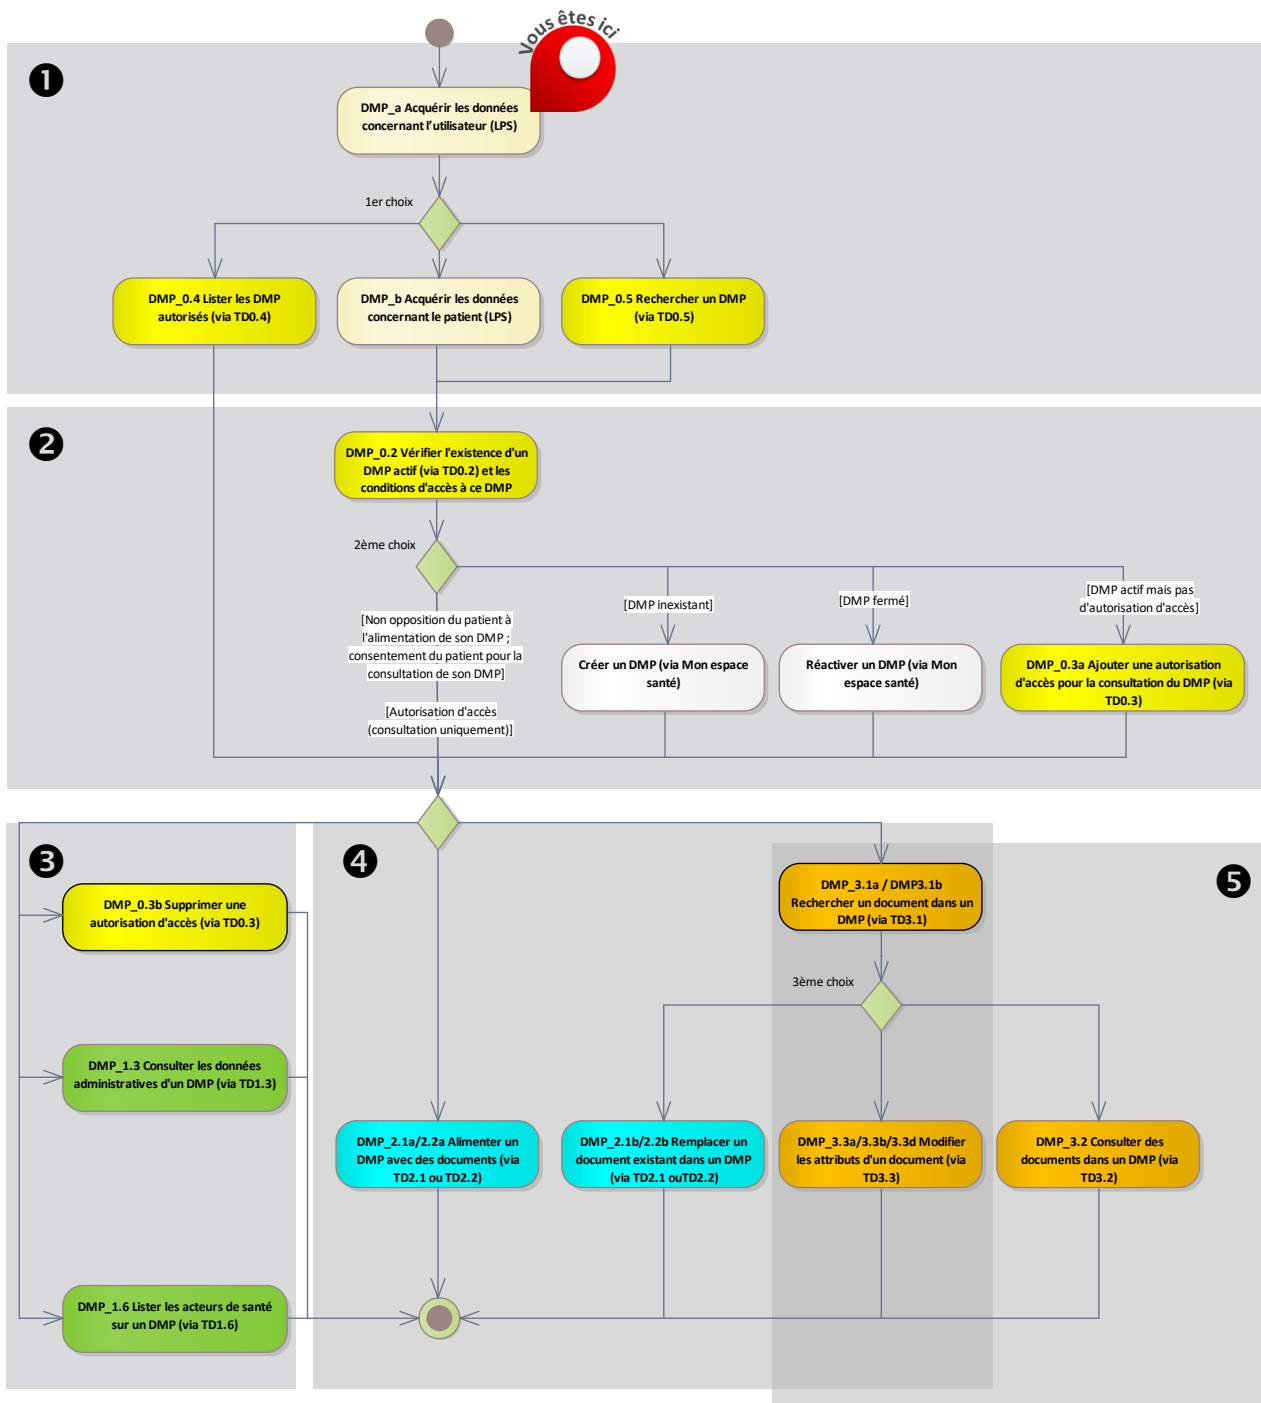 Vous êtes ici
❶
DMP_a Acquérir les données
concernant l'utilisateur (LPS)
1er choix
DMP_0.4 Lister les DMP
autorisés (via TD0.4)
DMP_b Acquérir les données
concernant le patient (LPS)
DMP_0.5 Rechercher un DMP
(via TD0.5)
❷
DMP_0.2 Vérifier l'existence d'un
DMP actif (via TD0.2) et les
conditions d'accès à ce DMP
2ème choix
[Non opposition du patient à
l'alimentation de son DMP ;
consentement du patient pour la
consultation de son DMP]
[Autorisation d'accès
(consultation uniquement)]
[DMP inexistant]
[DMP fermé]
[DMP actif mais pas
d'autorisation d'accès]
Créer un DMP (via Mon espace
santé)
Réactiver un DMP (via Mon
espace santé)
DMP_0.3a Ajouter une autorisation
d'accès pour la consultation du DMP (via
TD0.3)
❸
DMP_0.3b Supprimer une
autorisation d'accès (via TD0.3)
DMP_1.3 Consulter les données
administratives d'un DMP (via TD1.3)
DMP_1.6 Lister les acteurs de santé
sur un DMP (via TD1.6)
❹
❺
DMP_3.1a / DMP3.1b
Rechercher un document dans un
DMP (via TD3.1)
3ème choix
DMP_2.1a/2.2a Alimenter un
DMP avec des documents (via
TD2.1 ou TD2.2)
DMP_2.1b/2.2b Remplacer un
document existant dans un DMP
(via TD2.1 ouTD2.2)
DMP_3.3a/3.3b/3.3d Modifier
les attributs d'un document (via
TD3.3)
DMP_3.2 Consulter des
documents dans un DMP (via
TD3.2)